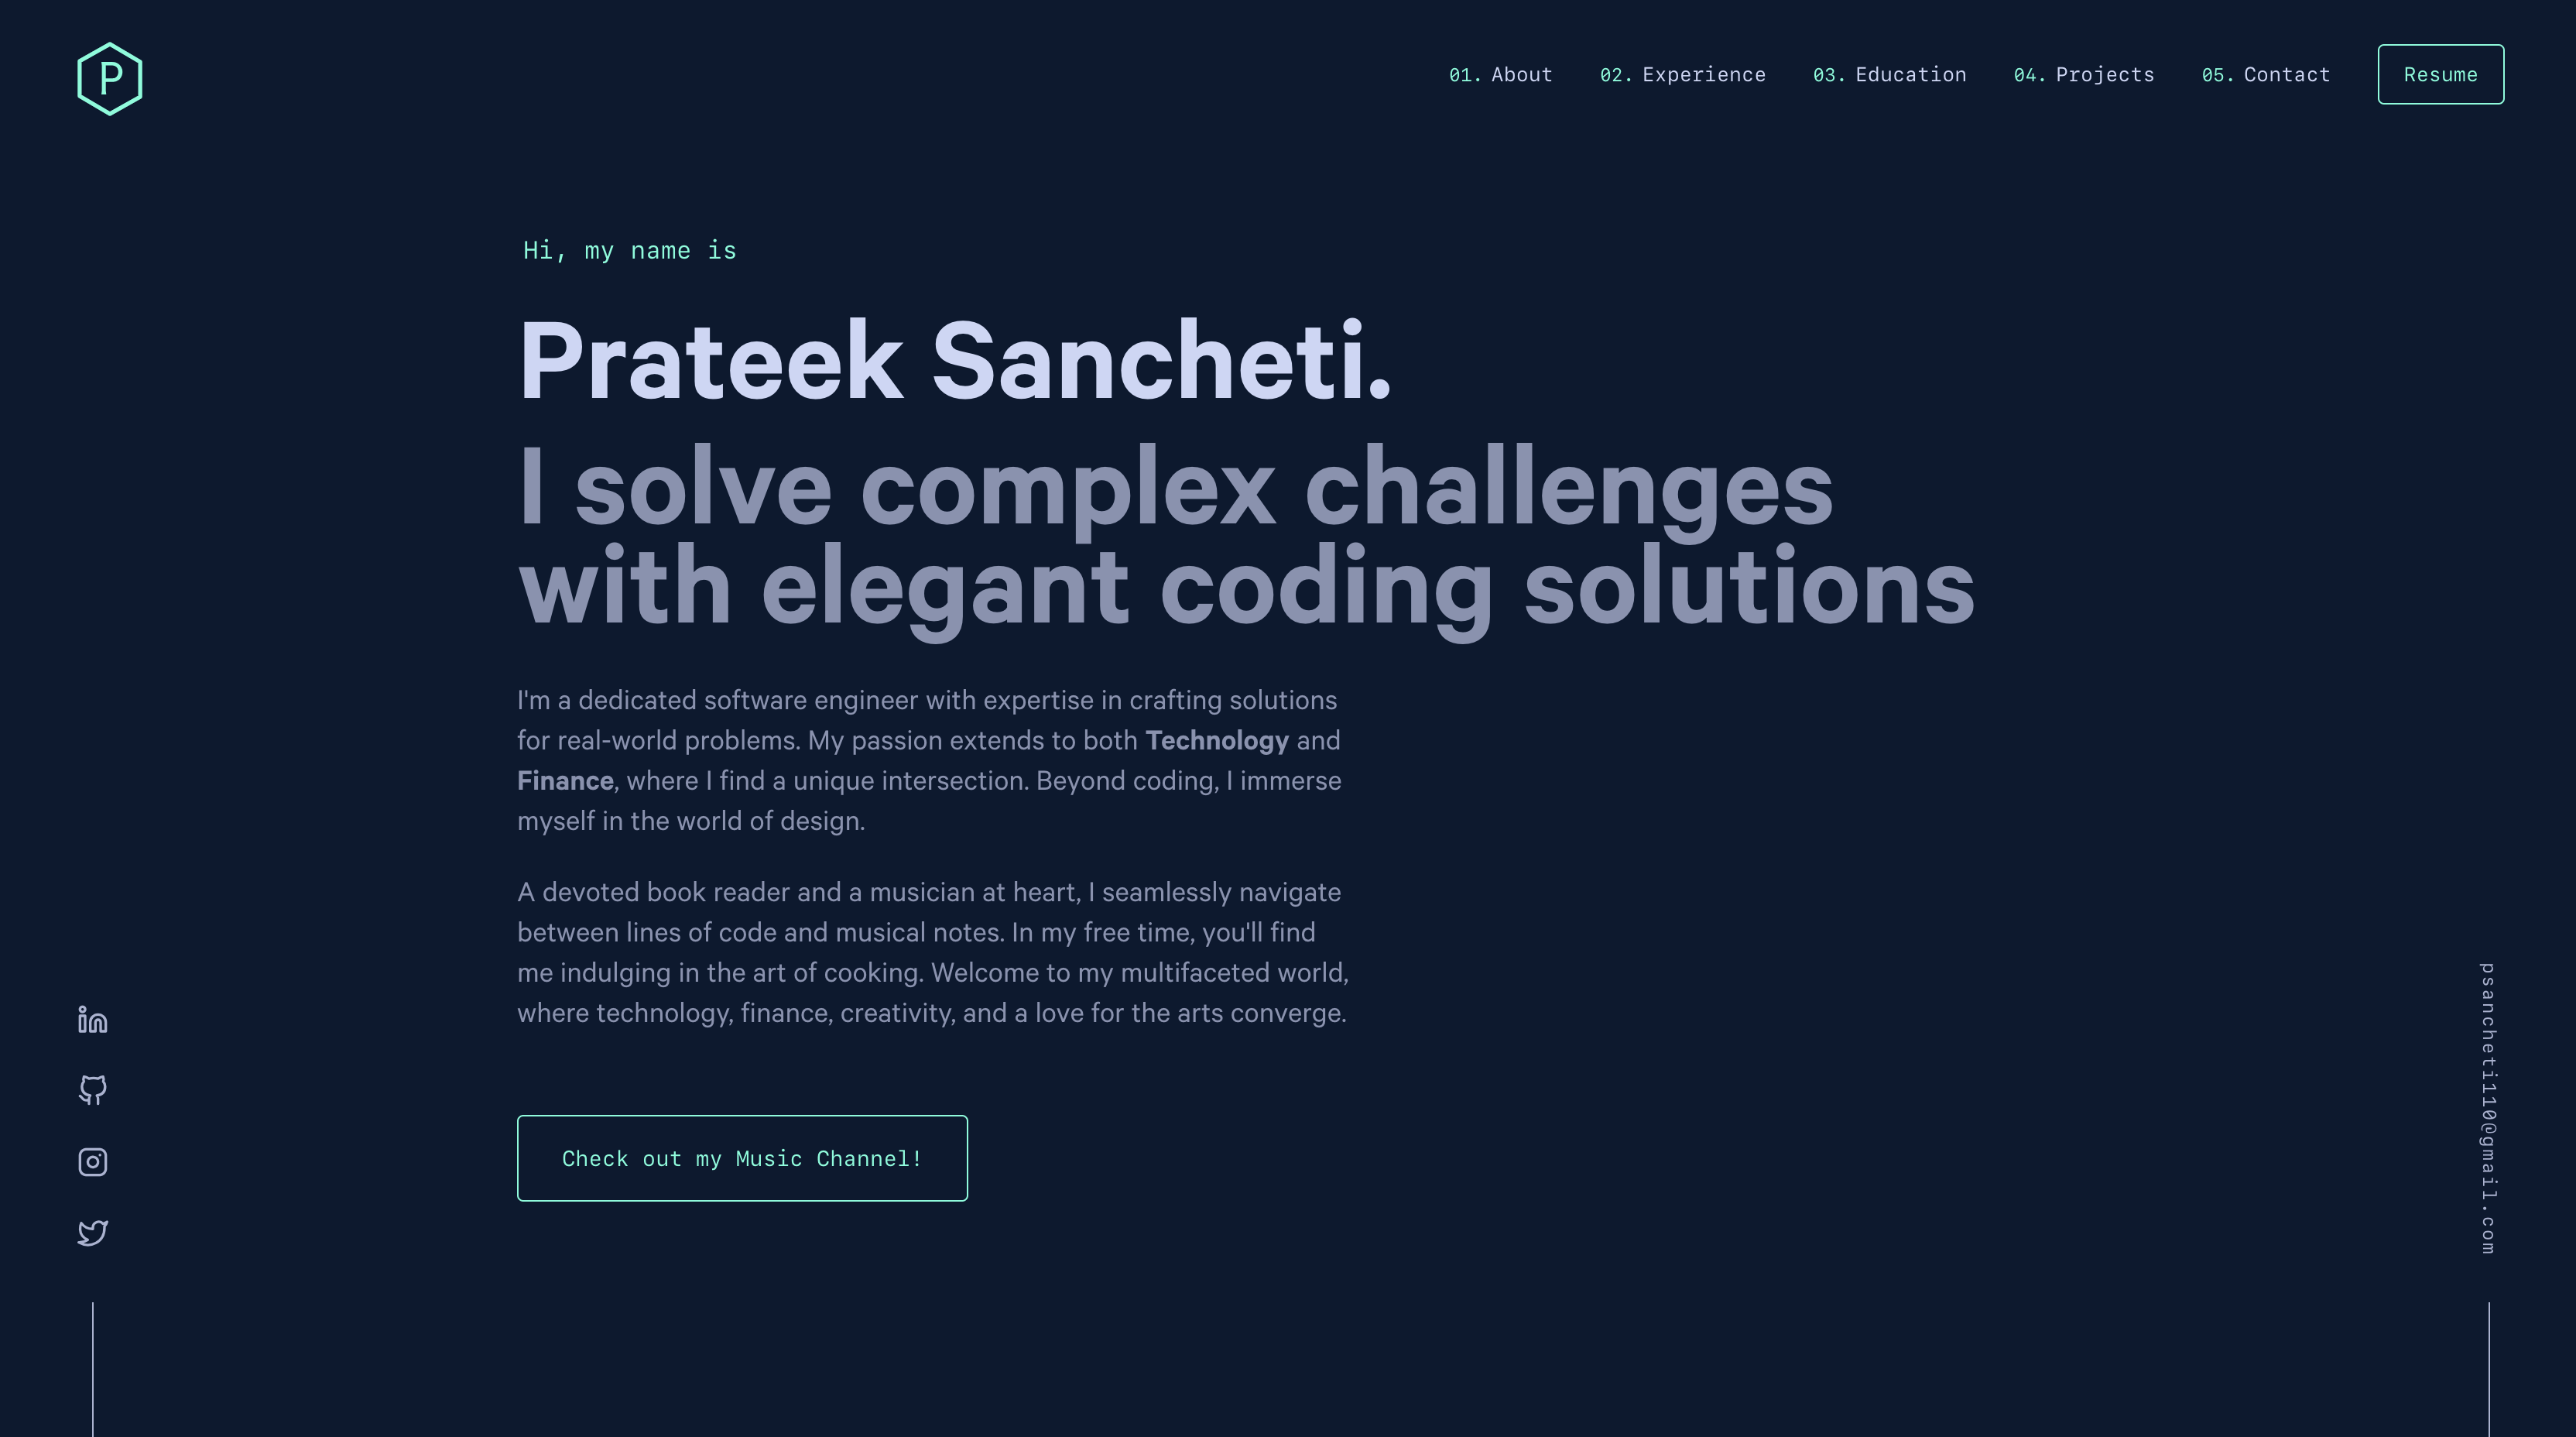 P
01. About 02. Experience 03. Education 04. Projects 05. Contact Resume
Hi, my name is
Prateek Sancheti.
I solve complex challenges
with elegant coding solutions
I'm a dedicated software engineer with expertise in crafting solutions
for real-world problems. My passion extends to both Technology and
Finance, where I find a unique intersection. Beyond coding, I immerse
myself in the world of design.
A devoted book reader and a musician at heart, I seamlessly navigate
between lines of code and musical notes. In my free time, you'll find
me indulging in the art of cooking. Welcome to my multifaceted world,
where technology, finance, creativity, and a love for the arts converge.
Check out my Music Channel!
psancheti110@gmail.com